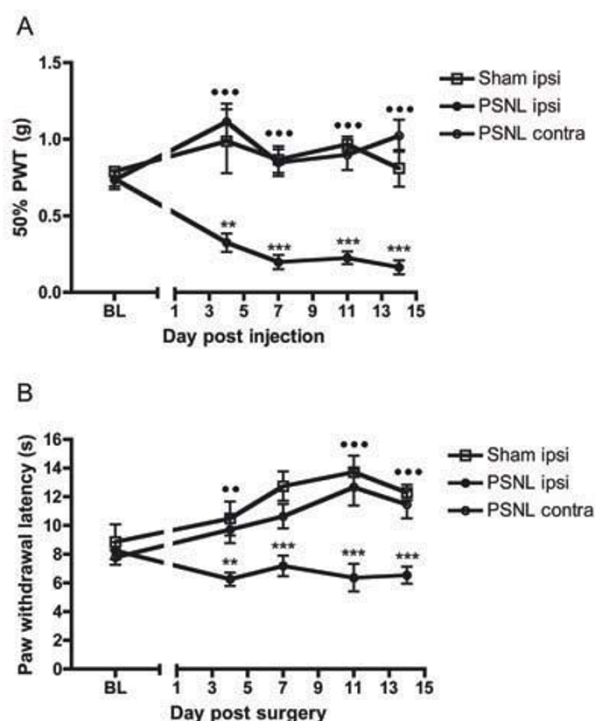 A
1.5
1.0
0.5
0.0
50% PWT (g)
•••
•••
•••
•••
**
***
***
***
BL
1 3 5 7 9 11 13 15
Day post injection
Sham ipsi
PSNL ipsi
PSNL contra
B
16
14
12
10
8
6
4
2
0
Paw withdrawal latency (s)
••
•••
•••
**
***
***
***
BL
1 3 5 7 9 11 13 15
Day post surgery
Sham ipsi
PSNL ipsi
PSNL contra